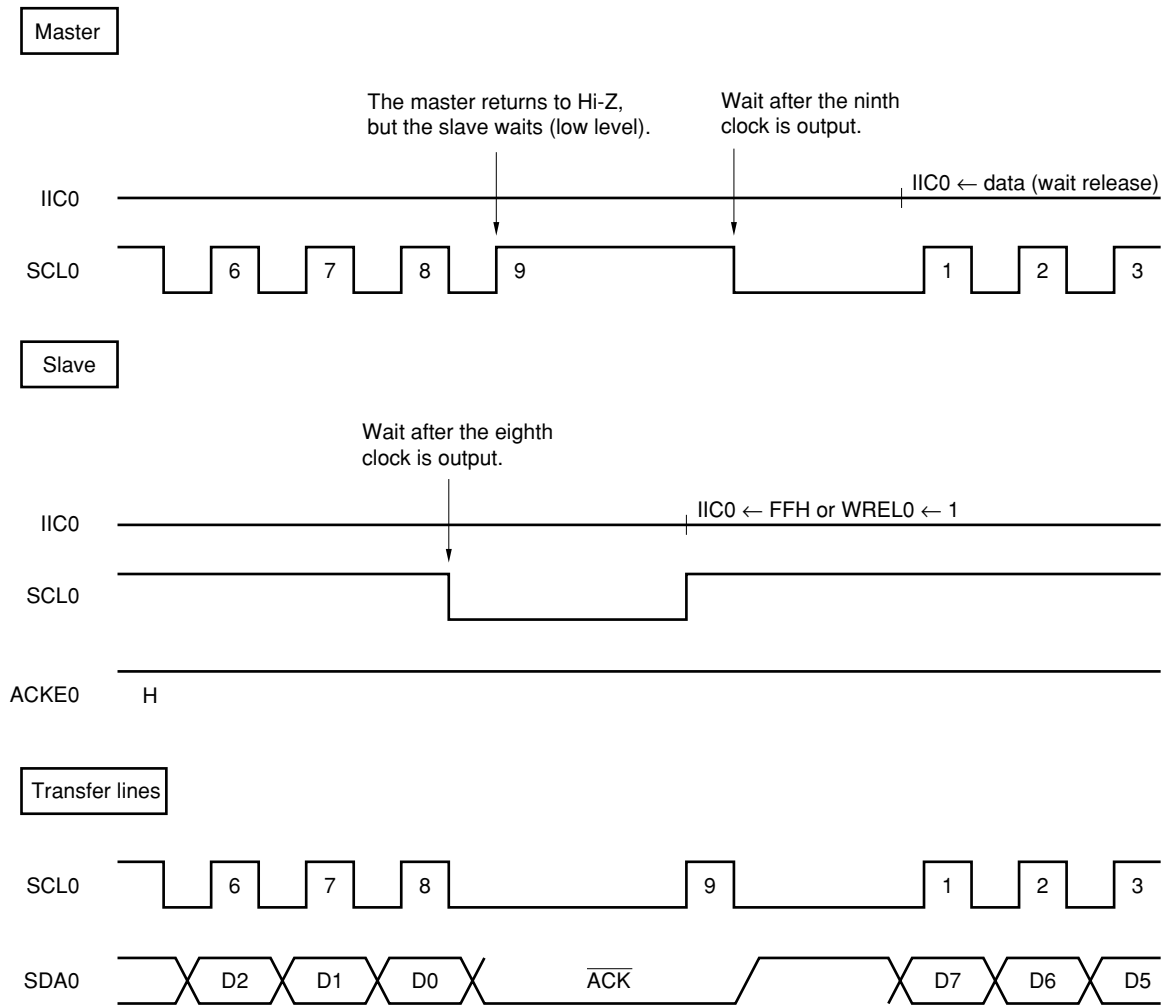 Master
The master returns to Hi-Z,
but the slave waits (low level).
Wait after the ninth
clock is output.
IIC0
IIC0 ← data (wait release)
SCL0
6 7 8 9 1 2 3
Slave
Wait after the eighth
clock is output.
IIC0
IIC0 ← FFH or WREL0 ← 1
SCL0
ACKE0 H
Transfer lines
SCL0
6 7 8 9 1 2 3
SDA0
D2 D1 D0 A̅C̅K̅ D7 D6 D5